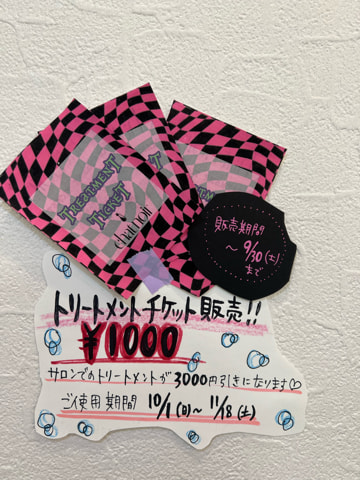 TREATMENT
TICKET
chat noir
販売期間
～9/30(土)
まで
トリートメントチケット販売!!
¥1000
サロンでのトリートメントが3000円引きになります♡
ご使用期間 10/1(日)～11/18(土)